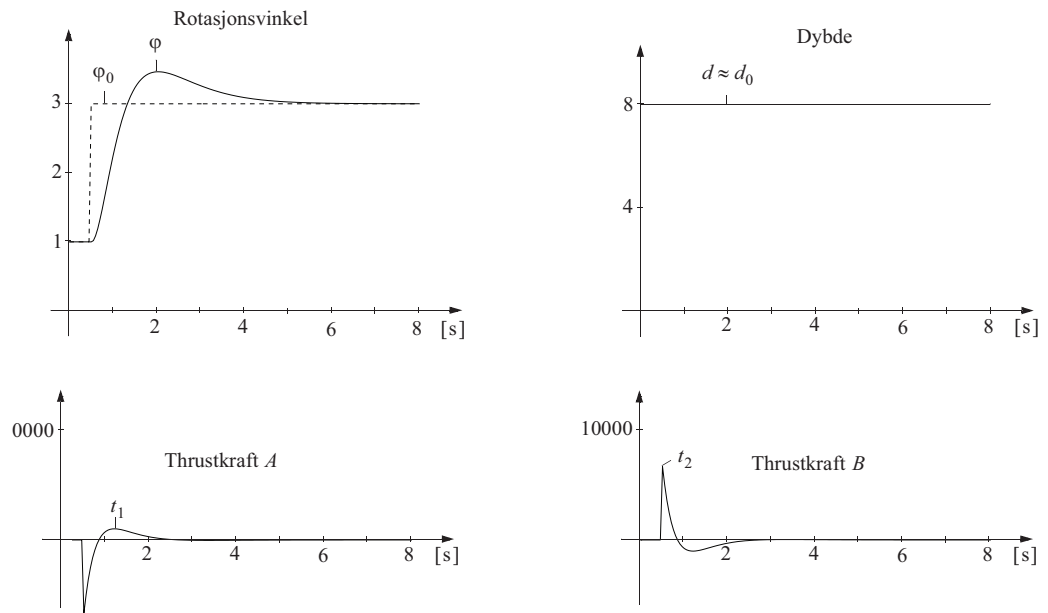 Rotasjonsvinkel
φ
φ0
3
2
1
2 4 6 8 [s]
Dybde
d ≈ d0
8
4
2 4 6 8 [s]
0000
Thrustkraft A
t1
2 4 6 8 [s]
10000
t2
Thrustkraft B
2 4 6 8 [s]